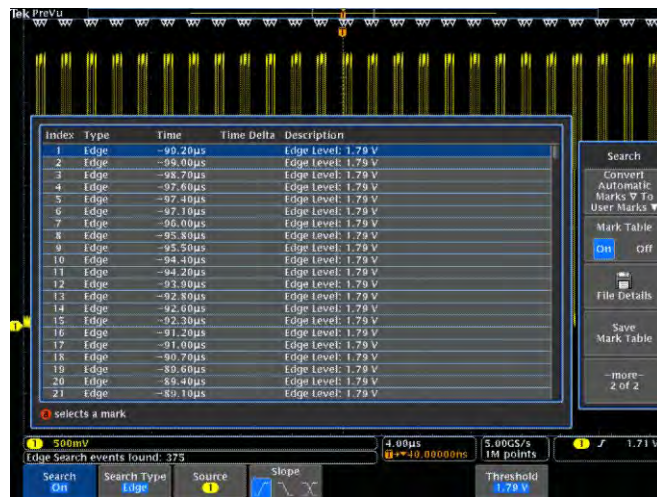 Tek PreVu
Index Type Time Time Delta Description
1 Edge -99.20µs Edge Level: 1.79 V
2 Edge -99.00µs Edge Level: 1.79 V
3 Edge -98.70µs Edge Level: 1.79 V
4 Edge -97.60µs Edge Level: 1.79 V
5 Edge -97.40µs Edge Level: 1.79 V
6 Edge -97.10µs Edge Level: 1.79 V
7 Edge -96.00µs Edge Level: 1.79 V
8 Edge -95.80µs Edge Level: 1.79 V
9 Edge -95.50µs Edge Level: 1.79 V
10 Edge -94.40µs Edge Level: 1.79 V
11 Edge -94.20µs Edge Level: 1.79 V
12 Edge -93.90µs Edge Level: 1.79 V
13 Edge -92.80µs Edge Level: 1.79 V
14 Edge -92.60µs Edge Level: 1.79 V
15 Edge -92.30µs Edge Level: 1.79 V
16 Edge -91.20µs Edge Level: 1.79 V
17 Edge -91.00µs Edge Level: 1.79 V
18 Edge -90.70µs Edge Level: 1.79 V
19 Edge -89.60µs Edge Level: 1.79 V
20 Edge -89.40µs Edge Level: 1.79 V
21 Edge -89.10µs Edge Level: 1.79 V
a selects a mark
Search
Convert
Automatic
Marks ▽ To
User Marks ▼
Mark Table
On Off
File Details
Save
Mark Table
-more-
2 of 2
1
1 500mV
4.00µs
T→▼40.00000ns
5.00GS/s
1M points
1 1.71 V
Edge Search events found: 375
Search
On
Search Type
Edge
Source
1
Slope
Threshold
1.79 V